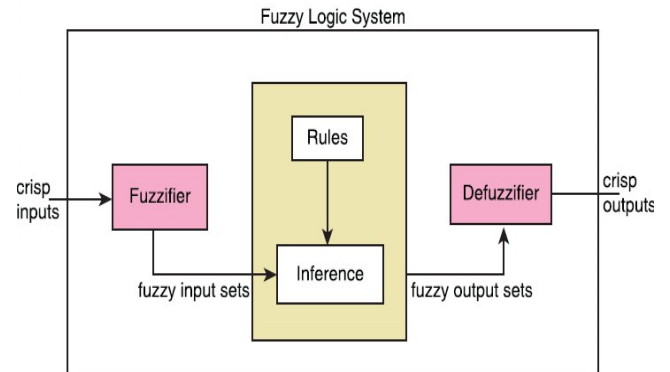 Fuzzy Logic System
Rules
crisp
inputs
Fuzzifier
Defuzzifier
crisp
outputs
Inference
fuzzy input sets
fuzzy output sets